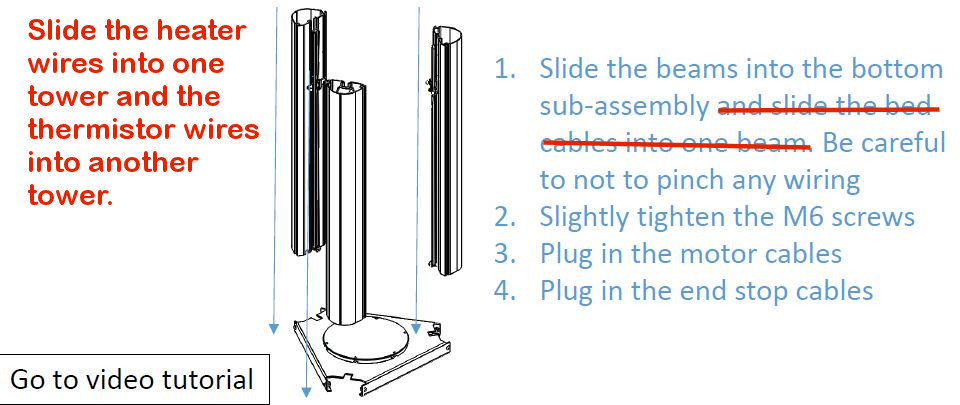 Slide the heater
wires into one
tower and the
thermistor wires
into another
tower.
1. Slide the beams into the bottom
sub-assembly and slide the bed
cables into one beam. Be careful
to not to pinch any wiring
2. Slightly tighten the M6 screws
3. Plug in the motor cables
4. Plug in the end stop cables
Go to video tutorial